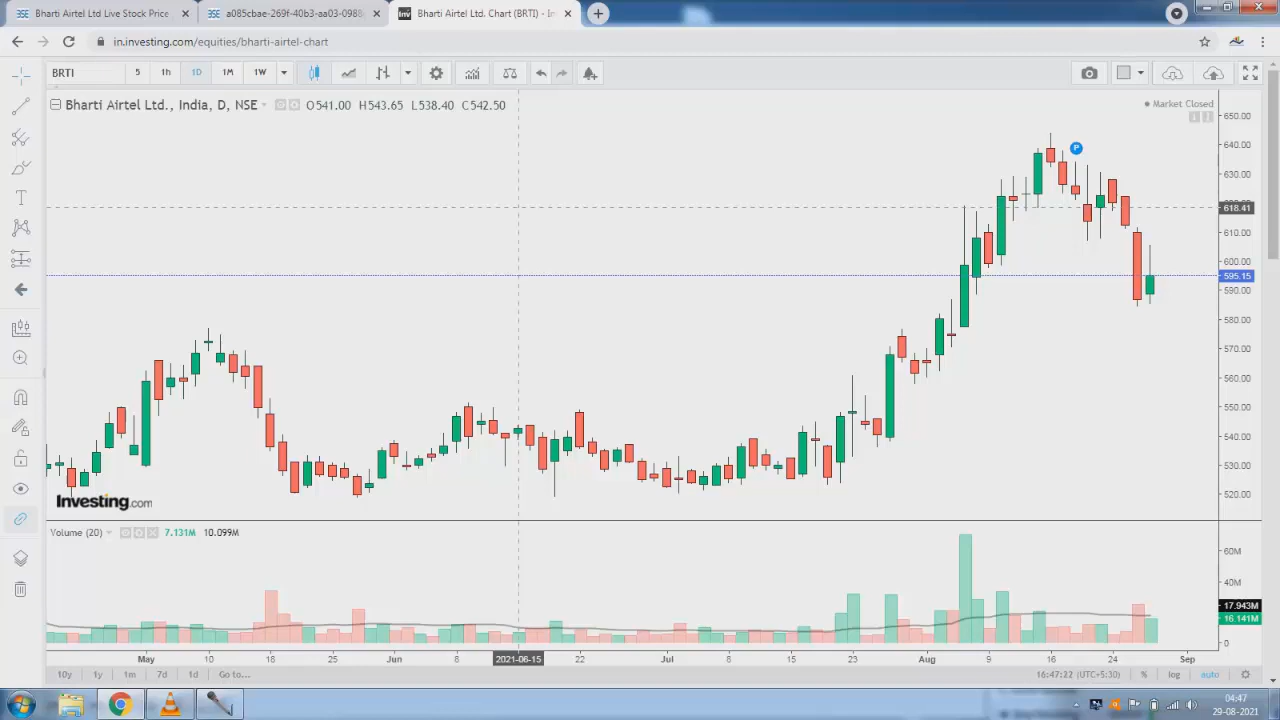 Bharti Airtel Ltd Live Stock Price
a085cbae-269f-40b3-aa03-0988
inv Bharti Airtel Ltd. Chart (BRTI) - In
in.investing.com/equities/bharti-airtel-chart
BRTI 5 1h 1D 1M 1W
Bharti Airtel Ltd., India, D, NSE O541.00 H543.65 L538.40 C542.50
Market Closed
650.00
640.00
P
630.00
618.41
610.00
600.00
595.15
590.00
580.00
570.00
560.00
550.00
540.00
530.00
520.00
Investing.com
Volume (20) 7.131M 10.099M
60M
40M
17.943M
16.141M
0
May 10 18 25 Jun 8 2021-06-15 22 Jul 8 15 23 Aug 9 16 24 Sep
10y 1y 1m 7d 1d Go to... 16:47:22 (UTC+5:30) % log auto
04:47
29-08-2021